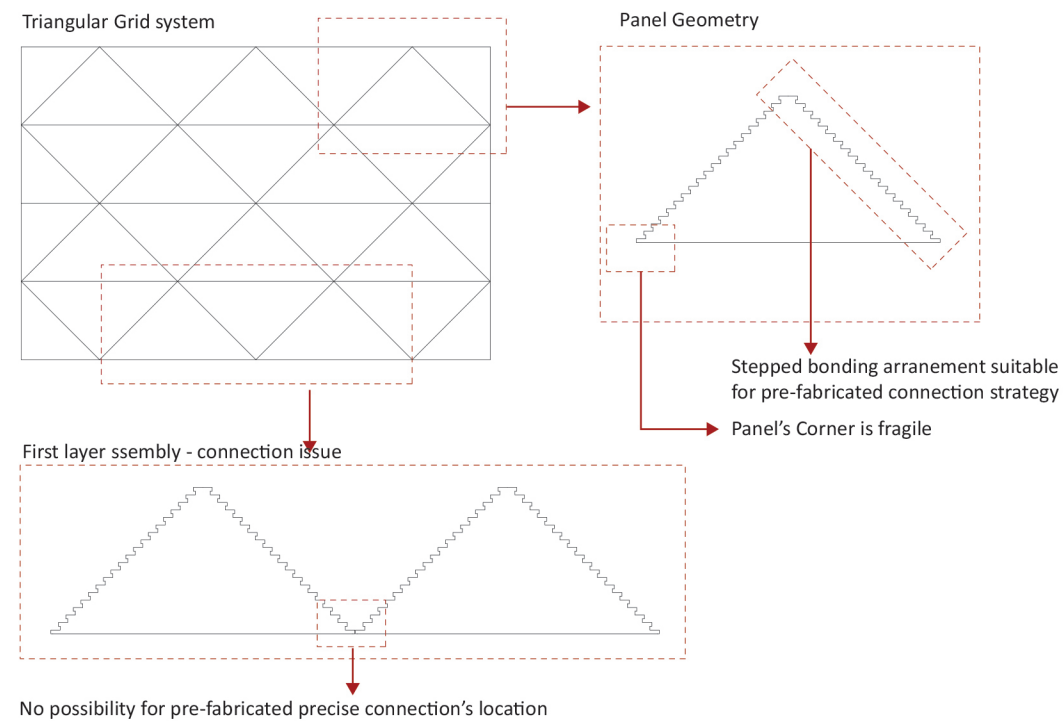 Triangular Grid system
Panel Geometry
Stepped bonding arranement suitable
for pre-fabricated connection strategy
Panel's Corner is fragile
First layer ssembly - connection issue
No possibility for pre-fabricated precise connection's location